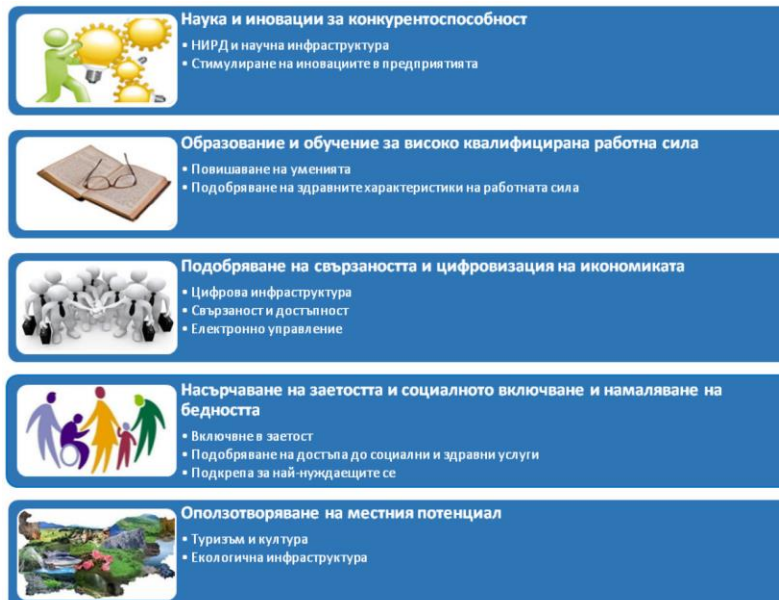 Наука и иновации за конкурентоспособност
• НИРД и научна инфраструктура
• Стимулиране на иновациите в предприятията
Образование и обучение за високо квалифицирана работна сила
• Повишаване на уменията
• Подобряване на здравните характеристики на работната сила
Подобряване на свързаността и цифровизация на икономиката
• Цифрова инфраструктура
• Свързаност и достъпност
• Електронно управление
Насърчаване на заетостта и социалното включване и намаляване на
бедността
• Включвне в заетост
• Подобряване на достъпа до социални и здравни услуги
• Подкрепа за най-нуждаещите се
Оползотворяване на местния потенциал
• Туризъм и култура
• Екологична инфраструктура